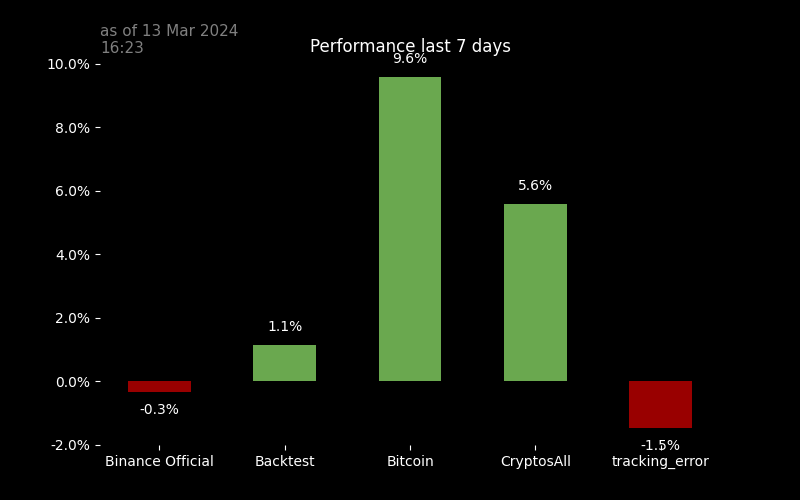 as of 13 Mar 2024
16:23
Performance last 7 days
10.0%
8.0%
6.0%
4.0%
2.0%
0.0%
-2.0%
-0.3%
1.1%
9.6%
5.6%
-1.5%
Binance Official
Backtest
Bitcoin
CryptosAll
tracking_error